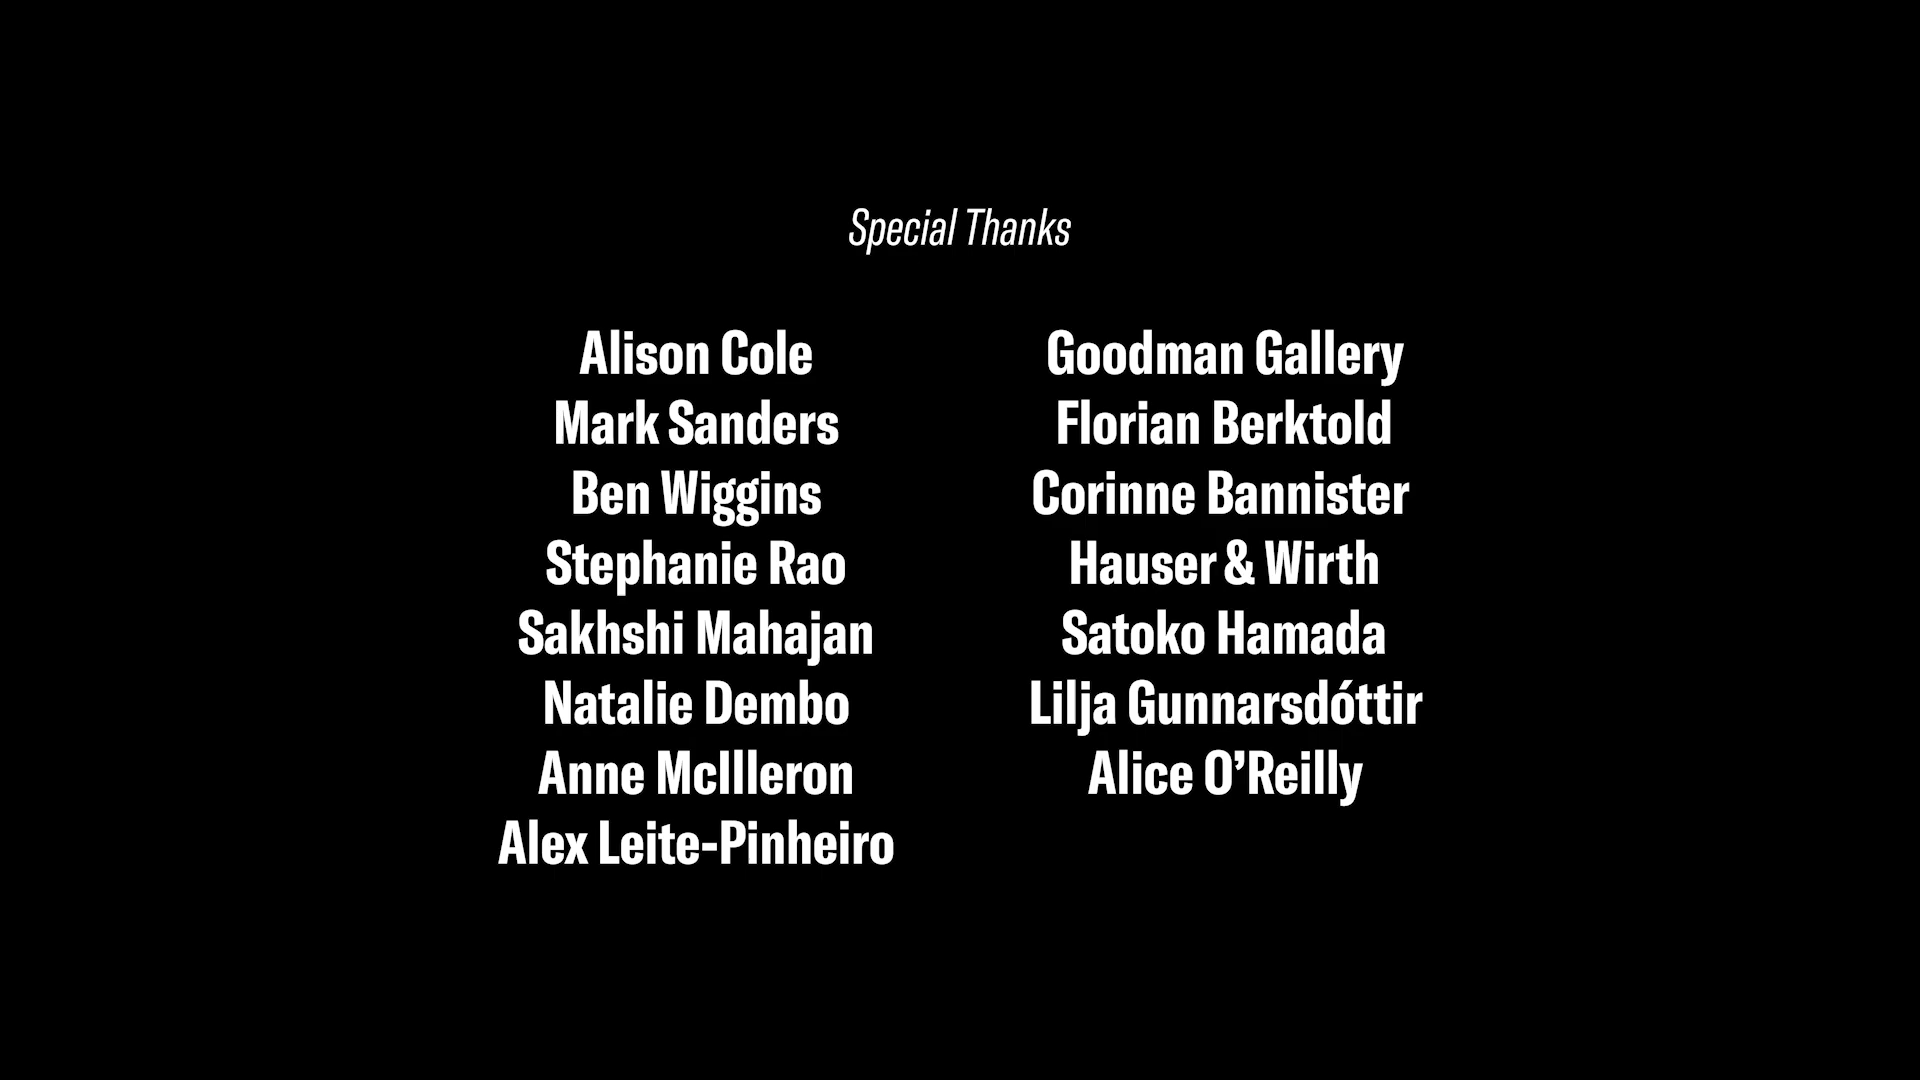 Special Thanks
Alison Cole
Mark Sanders
Ben Wiggins
Stephanie Rao
Sakhshi Mahajan
Natalie Dembo
Anne McIlleron
Alex Leite-Pinheiro
Goodman Gallery
Florian Berktold
Corinne Bannister
Hauser & Wirth
Satoko Hamada
Lilja Gunnarsdóttir
Alice O’Reilly